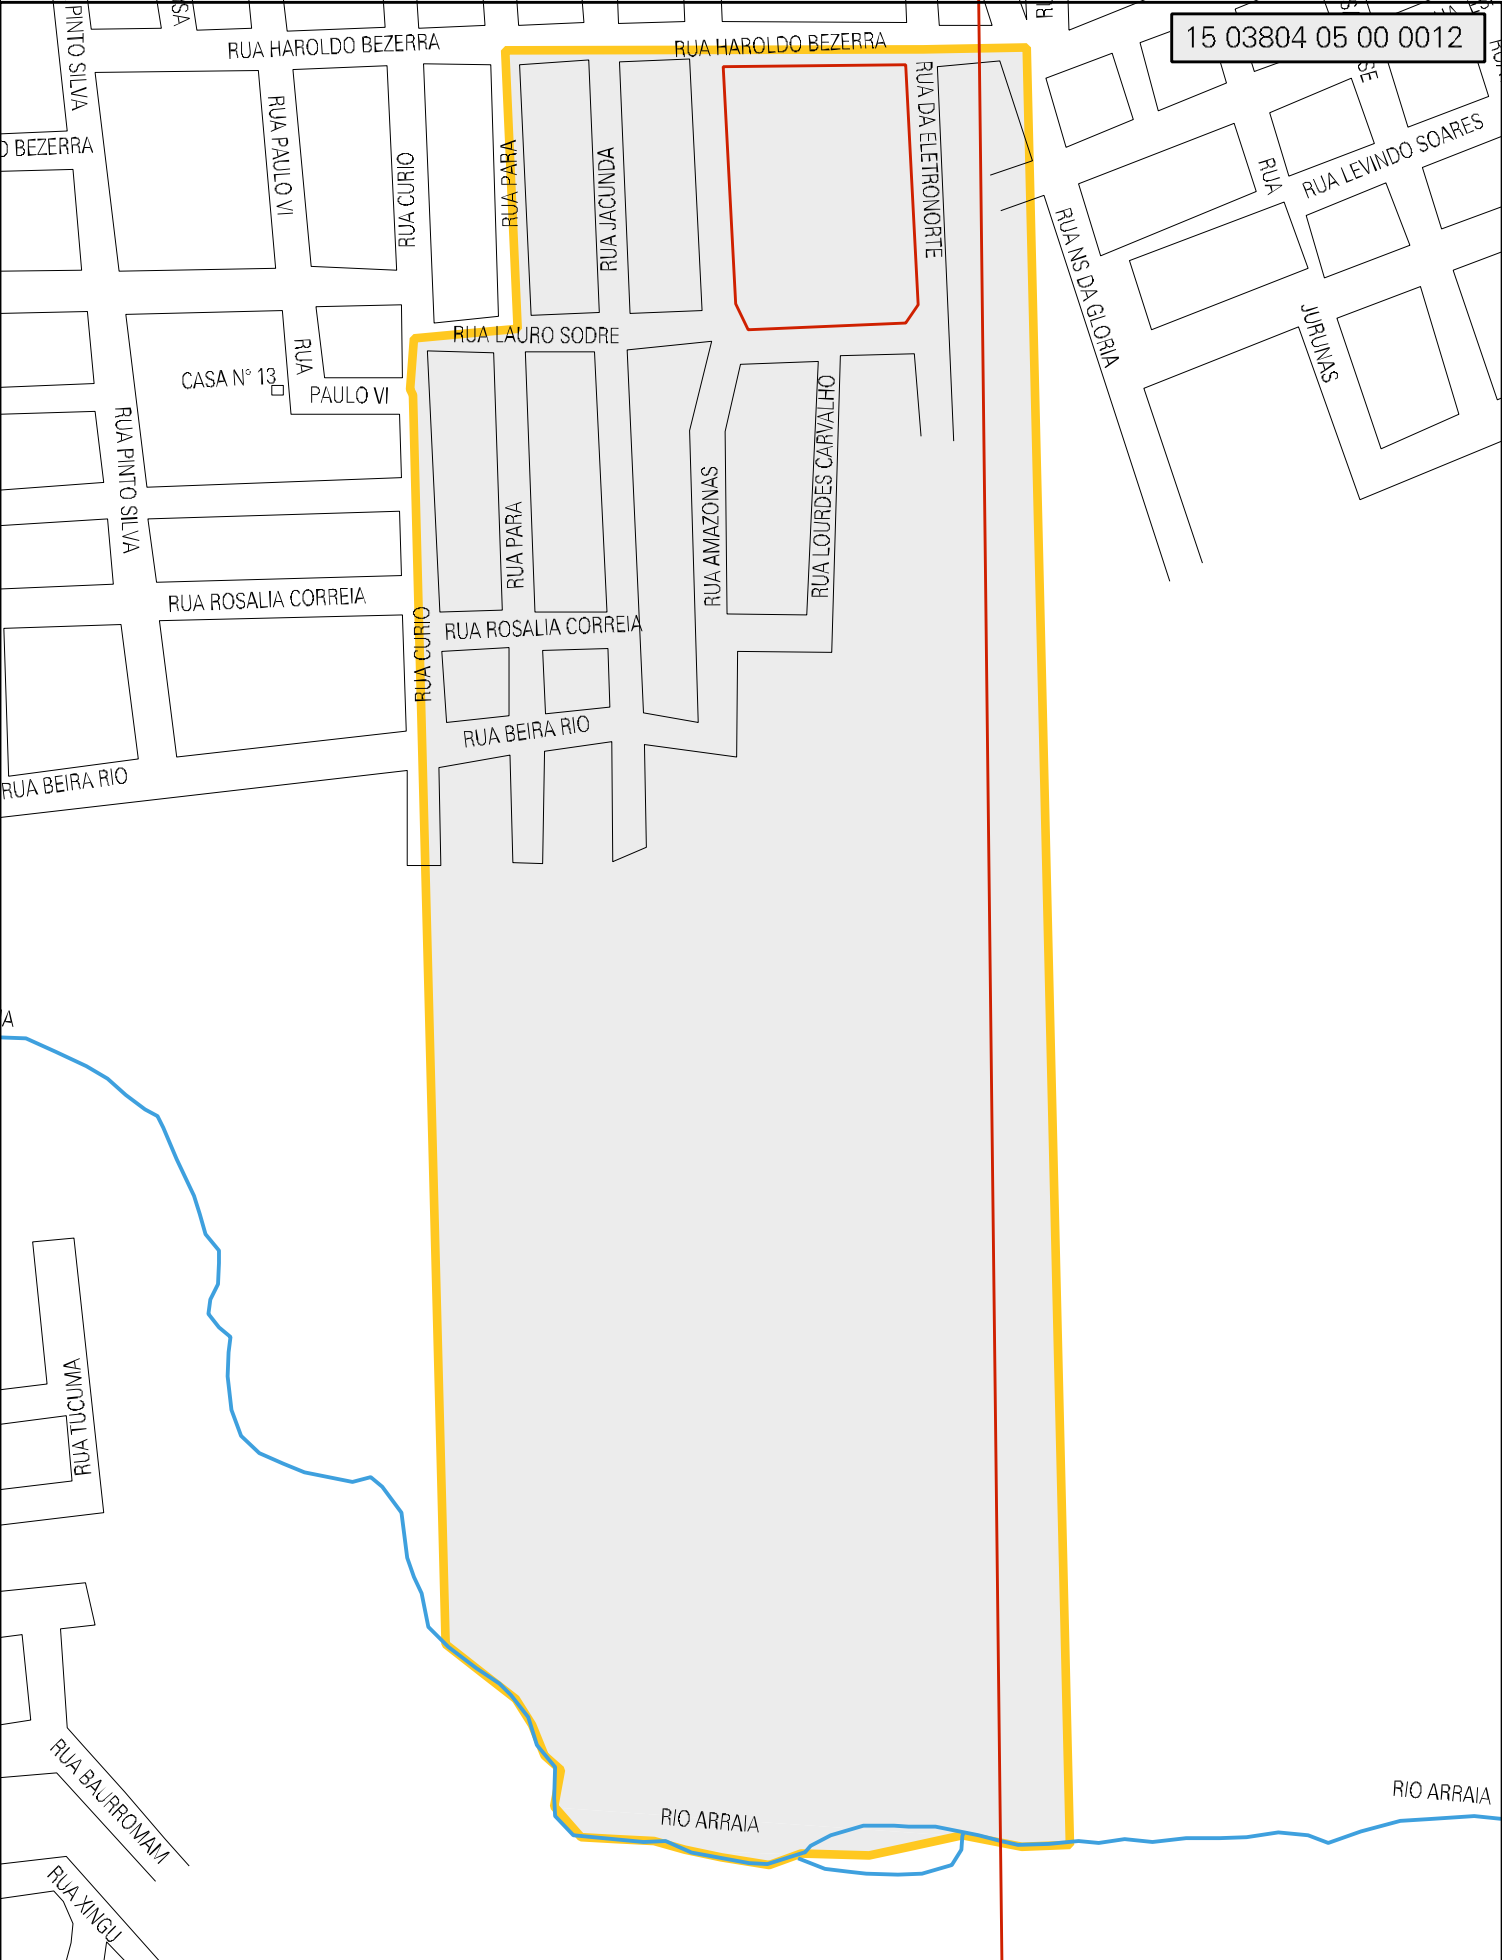 15 03804 05 00 0012
PINTO SILVA
RUA HAROLDO BEZERRA
RUA HAROLDO BEZERRA
RUA PAULO VI
RUA CURIO
RUA PARA
RUA JACUNDA
RUA DA ELETRONORTE
RUA LEVINDO SOARES
RUA
BEZERRA
RUA NS DA GLORIA
JURUNAS
RUA LAURO SODRE
RUA
PAULO VI
CASA N° 13
RUA PINTO SILVA
RUA PARA
RUA AMAZONAS
RUA LOURDES CARVALHO
RUA ROSALIA CORREIA
RUA ROSALIA CORREIA
RUA CURIO
RUA BEIRA RIO
RUA BEIRA RIO
A
RUA TUCUMA
RUA BAURROMAM
RUA XINGU
RIO ARRAIA
RIO ARRAIA